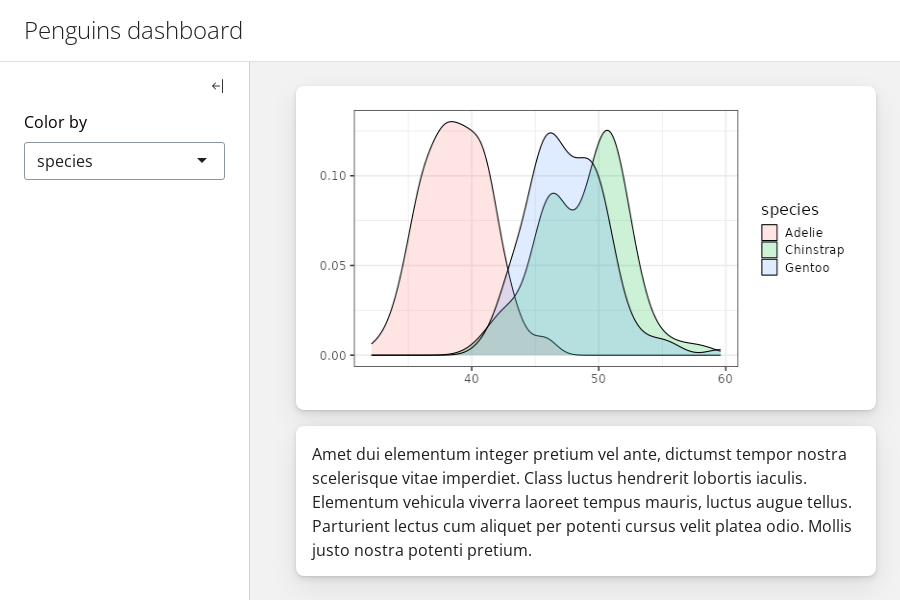 Penguins dashboard
Color by
species
0.10
0.05
0.00
40 50 60
species
Adelie
Chinstrap
Gentoo
Amet dui elementum integer pretium vel ante, dictumst tempor nostra
scelerisque vitae imperdiet. Class luctus hendrerit lobortis iaculis.
Elementum vehicula viverra laoreet tempus mauris, luctus augue tellus.
Parturient lectus cum aliquet per potenti cursus velit platea odio. Mollis
justo nostra potenti pretium.